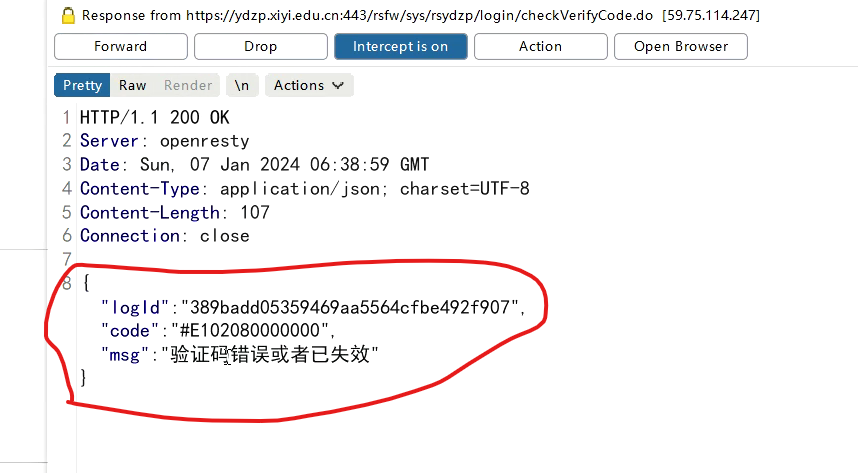 Response from https://ydzp.xiyi.edu.cn:443/rsfw/sys/rsydzp/login/checkVerifyCode.do [59.75.114.247]
Forward Drop Intercept is on Action Open Browser
Pretty Raw Render \n Actions
1 HTTP/1.1 200 OK
2 Server: openresty
3 Date: Sun, 07 Jan 2024 06:38:59 GMT
4 Content-Type: application/json; charset=UTF-8
5 Content-Length: 107
6 Connection: close
7
8 {
"logId":"389badd05359469aa5564cfbe492f907",
"code":"#E102080000000",
"msg":"验证码错误或者已失效"
}